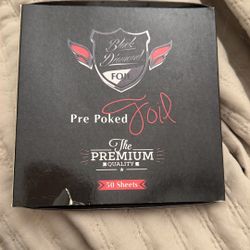 Black
Diamond
FOIL
Pre Poked Foil
The
PREMIUM
QUALITY
50 Sheets